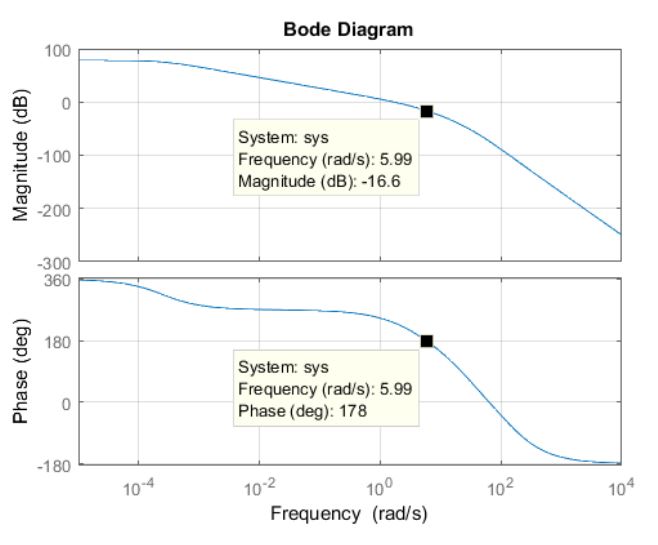 Bode Diagram
Magnitude (dB)
100
0
-100
-200
-300
System: sys
Frequency (rad/s): 5.99
Magnitude (dB): -16.6
Phase (deg)
360
180
0
-180
System: sys
Frequency (rad/s): 5.99
Phase (deg): 178
10^-4 10^-2 10^0 10^2 10^4
Frequency (rad/s)